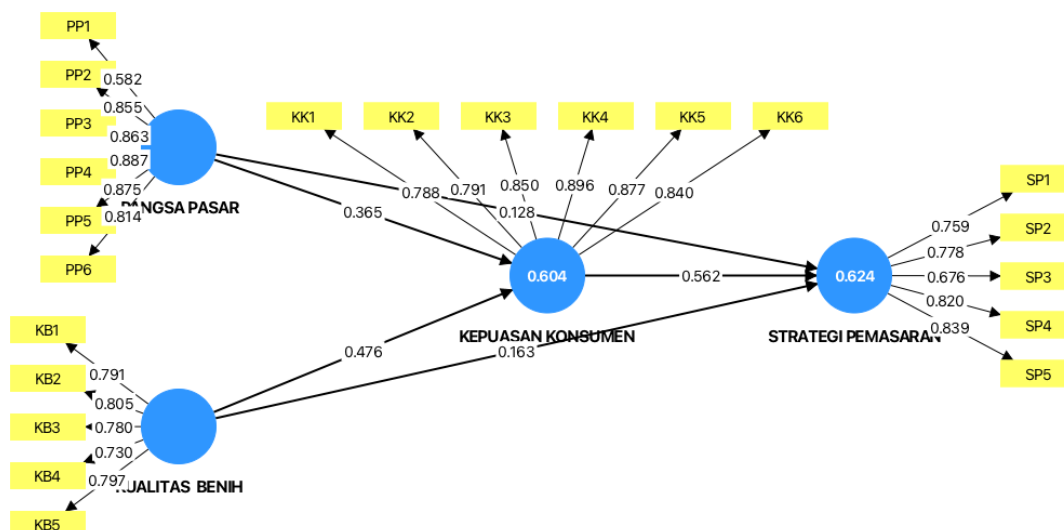 PP1
PP2
PP3
PP4
PP5
PP6
0.582
0.855
0.863
0.887
0.875
0.814
PANGSA PASAR
KK1
KK2
KK3
KK4
KK5
KK6
0.788
0.791
0.850
0.896
0.877
0.840
0.365
0.128
0.604
KEPUASAN KONSUMEN
0.562
0.624
STRATEGI PEMASARAN
SP1
SP2
SP3
SP4
SP5
0.759
0.778
0.676
0.820
0.839
0.476
0.163
KB1
KB2
KB3
KB4
KB5
0.791
0.805
0.780
0.730
0.797
KUALITAS BENIH